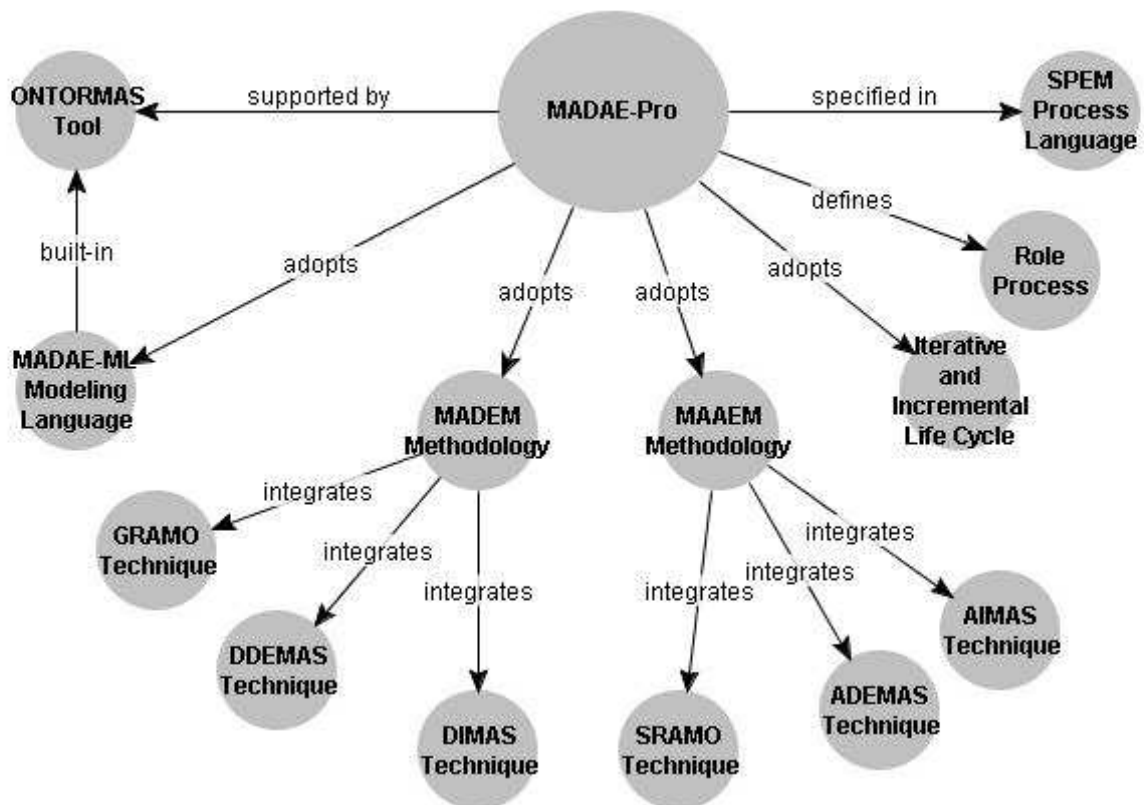 ONTORMAS
Tool
supported by
MADAE-Pro
specified in
SPEM
Process
Language
defines
Role
Process
built-in
adopts
adopts
adopts
adopts
MADAE-ML
Modeling
Language
MADEM
Methodology
MAAEM
Methodology
Iterative
and
Incremental
Life Cycle
integrates
GRAMO
Technique
integrates
DDEMAS
Technique
integrates
DIMAS
Technique
integrates
SRAMO
Technique
integrates
ADEMAS
Technique
integrates
AIMAS
Technique